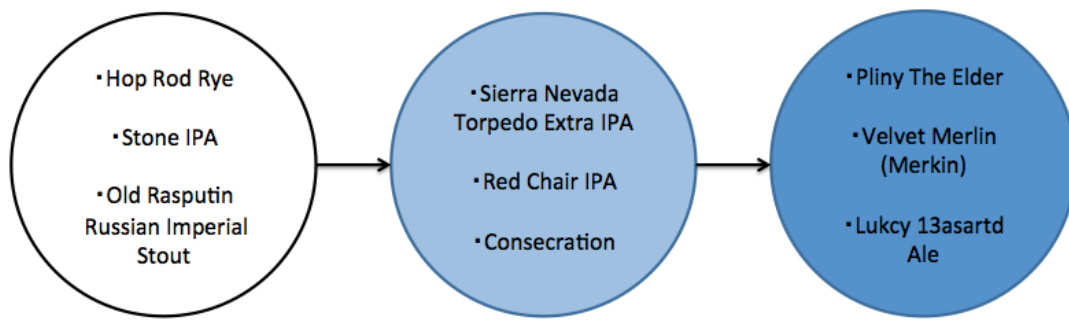 ·Hop Rod Rye
·Stone IPA
·Old Rasputin
Russian Imperial
Stout
·Sierra Nevada
Torpedo Extra IPA
·Red Chair IPA
·Consecration
·Pliny The Elder
·Velvet Merlin
(Merkin)
·Lukcy 13asartd
Ale